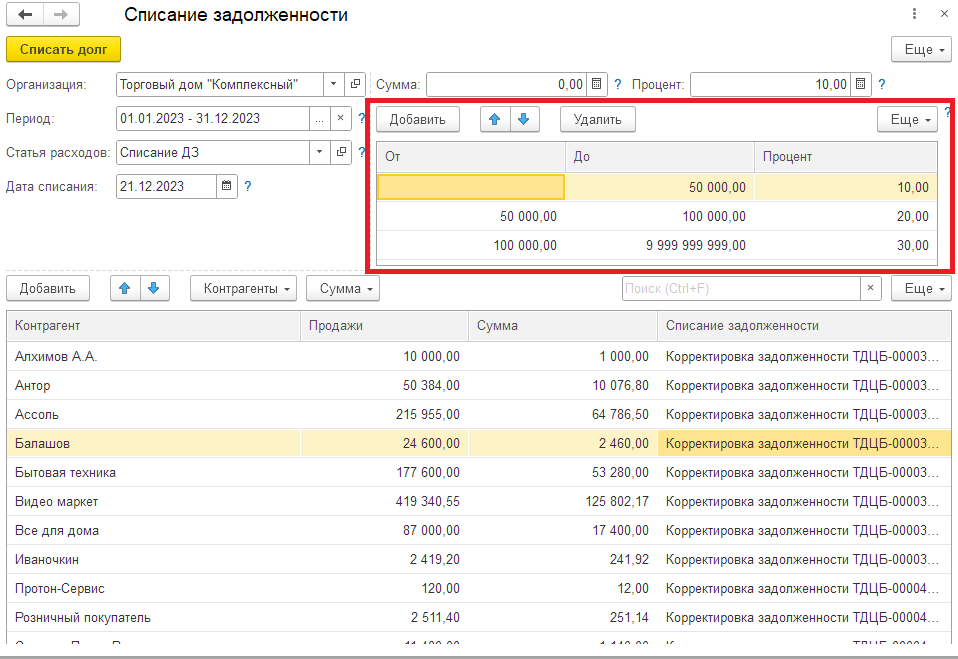 Списание задолженности
Списать долг
Еще
Организация: Торговый дом "Комплексный" Сумма: 0,00 ? Процент: 10,00 ?
Период: 01.01.2023 - 31.12.2023 ... × ? Добавить Удалить Еще ?
Статья расходов: Списание ДЗ ? От До Процент
Дата списания: 21.12.2023 ? 50 000,00 10,00
50 000,00 100 000,00 20,00
100 000,00 9 999 999 999,00 30,00
Добавить Контрагенты Сумма Поиск (Ctrl+F) × Еще
Контрагент Продажи Сумма Списание задолженности
Алхимов А.А. 10 000,00 1 000,00 Корректировка задолженности ТДЦБ-00003...
Антор 50 384,00 10 076,80 Корректировка задолженности ТДЦБ-00003...
Ассоль 215 955,00 64 786,50 Корректировка задолженности ТДЦБ-00003...
Балашов 24 600,00 2 460,00 Корректировка задолженности ТДЦБ-00003...
Бытовая техника 177 600,00 53 280,00 Корректировка задолженности ТДЦБ-00003...
Видео маркет 419 340,55 125 802,17 Корректировка задолженности ТДЦБ-00003...
Все для дома 87 000,00 17 400,00 Корректировка задолженности ТДЦБ-00003...
Иваночкин 2 419,20 241,92 Корректировка задолженности ТДЦБ-00003...
Протон-Сервис 120,00 12,00 Корректировка задолженности ТДЦБ-00004...
Розничный покупатель 2 511,40 251,14 Корректировка задолженности ТДЦБ-00004...